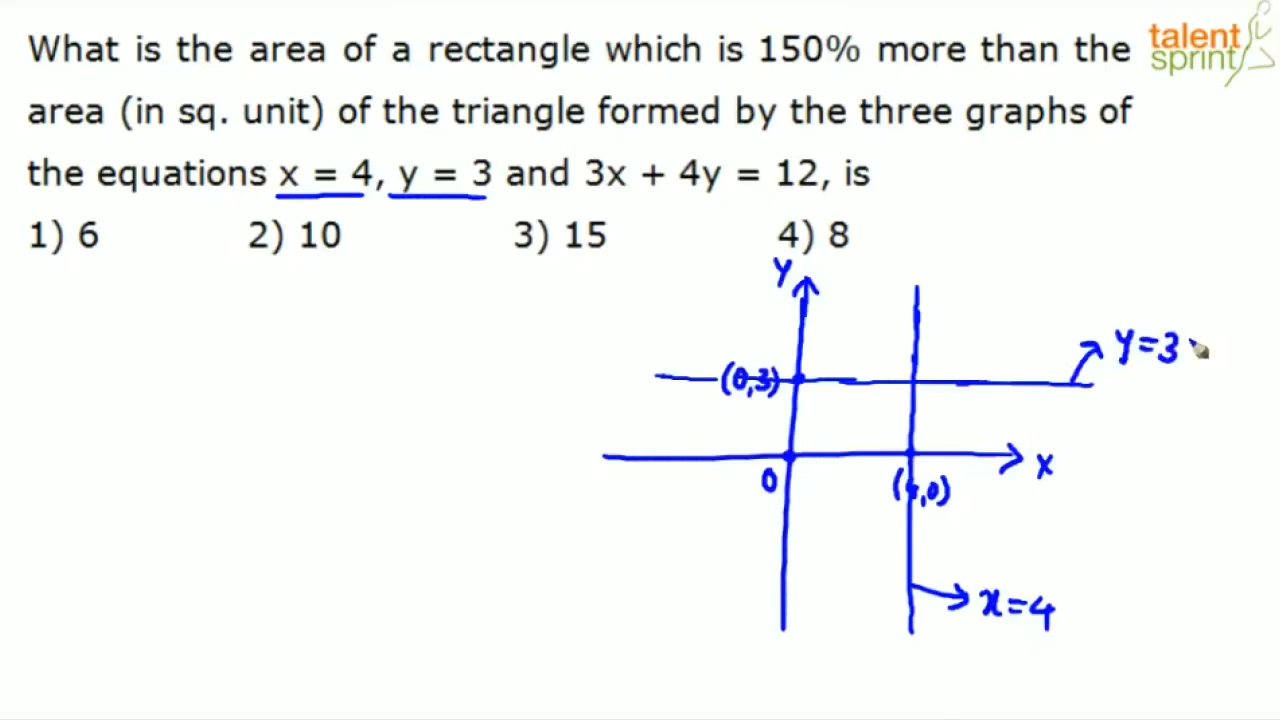 talent
sprint
What is the area of a rectangle which is 150% more than the
area (in sq. unit) of the triangle formed by the three graphs of
the equations x = 4, y = 3 and 3x + 4y = 12, is
1) 6 2) 10 3) 15 4) 8
Y
y=3
(0,3)
X
0
(4,0)
x=4